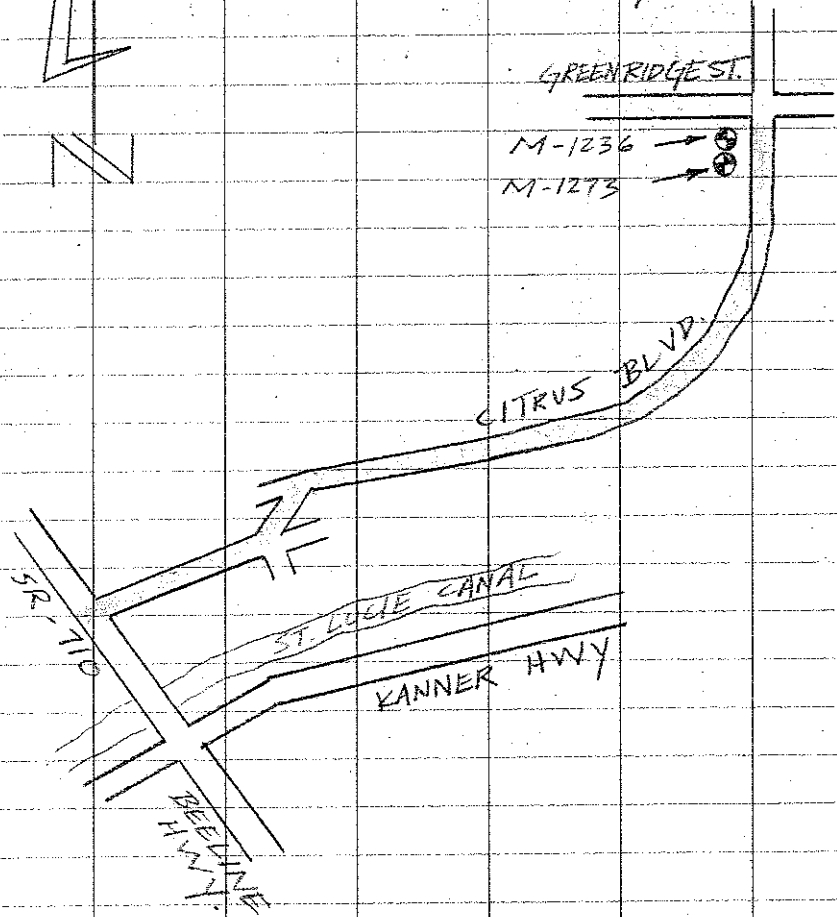 GREENRIDGE ST.
M-1236
M-1273
N
CITRUS BLVD.
SR-710
ST. LUCIE CANAL
KANNER HWY
BEELINE
HWY.